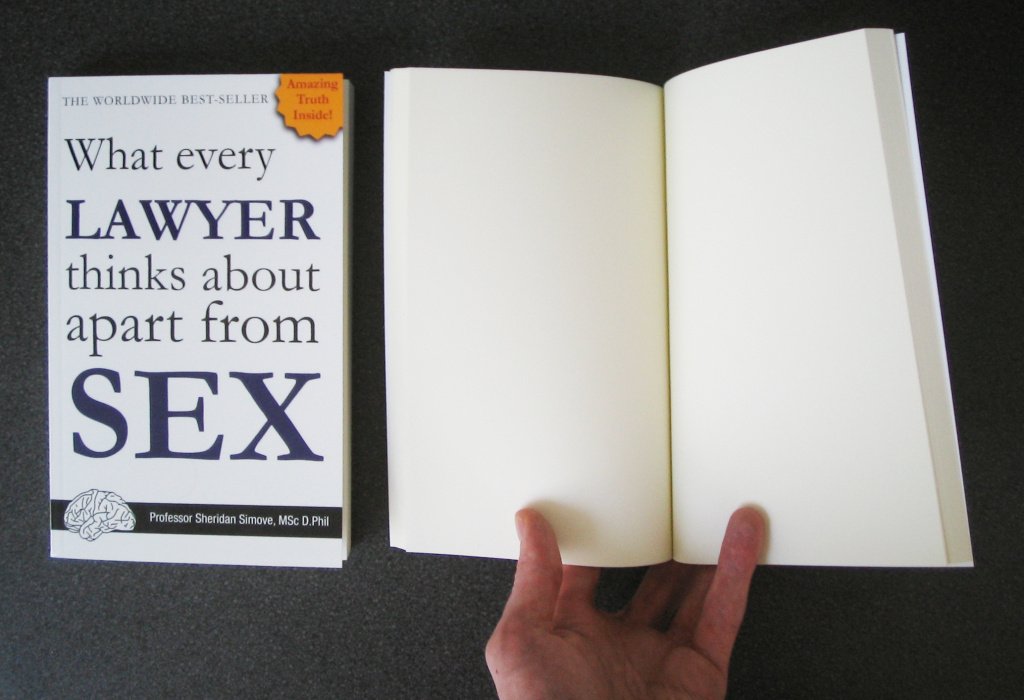 THE WORLDWIDE BEST-SELLER
Amazing
Truth
Inside!
What every
LAWYER
thinks about
apart from
SEX
Professor Sheridan Simove, MSc D.Phil